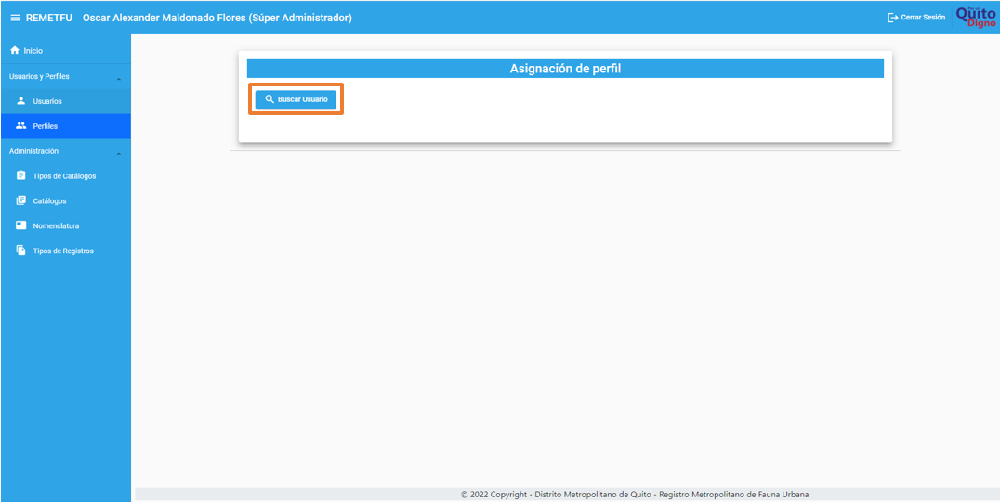 REMETFU Oscar Alexander Maldonado Flores (Súper Administrador)
Cerrar Sesión
Quito
Digno
Inicio
Usuarios y Perfiles
Usuarios
Perfiles
Administración
Tipos de Catálogos
Catálogos
Nomenclatura
Tipos de Registros
Asignación de perfil
Buscar Usuario
© 2022 Copyright - Distrito Metropolitano de Quito - Registro Metropolitano de Fauna Urbana